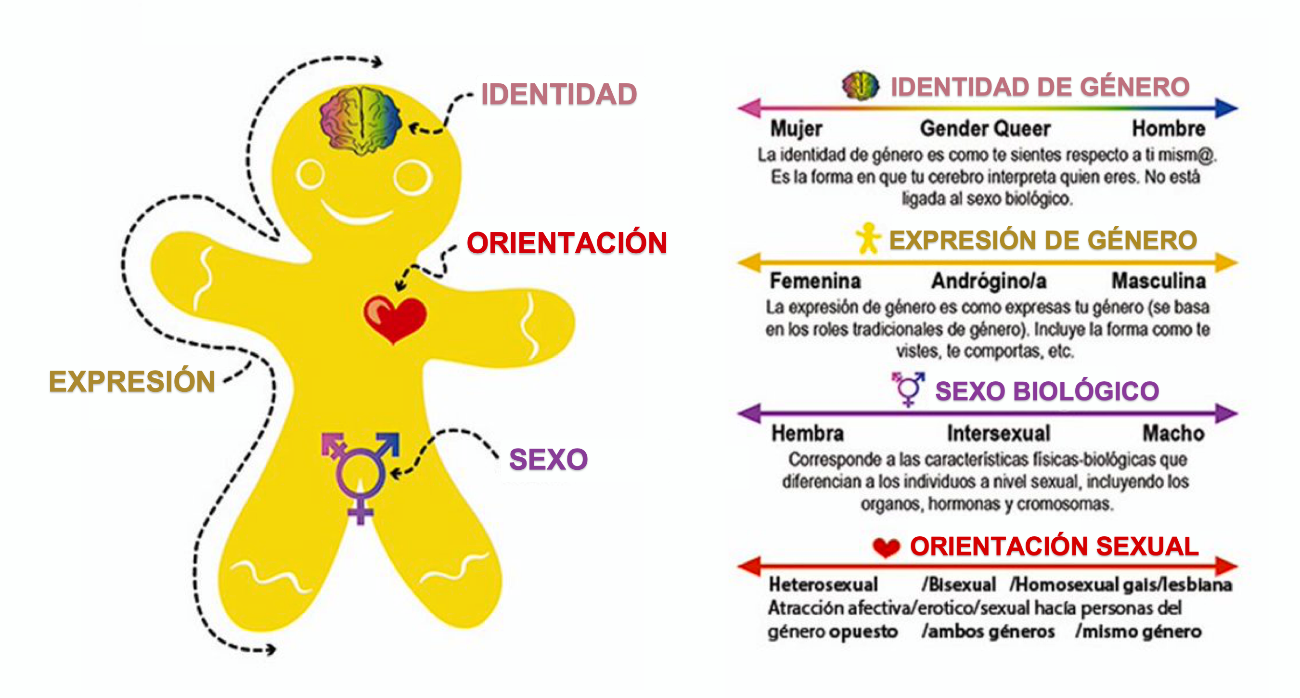 IDENTIDAD
ORIENTACIÓN
EXPRESIÓN
SEXO
IDENTIDAD DE GÉNERO
Mujer Gender Queer Hombre
La identidad de género es como te sientes respecto a ti mism@.
Es la forma en que tu cerebro interpreta quien eres. No está
ligada al sexo biológico.
EXPRESIÓN DE GÉNERO
Femenina Andrógino/a Masculina
La expresión de género es como expresas tu género (se basa
en los roles tradicionales de género). Incluye la forma como te
vistes, te comportas, etc.
SEXO BIOLÓGICO
Hembra Intersexual Macho
Corresponde a las características físicas-biológicas que
diferencian a los individuos a nivel sexual, incluyendo los
organos, hormonas y cromosomas.
ORIENTACIÓN SEXUAL
Heterosexual /Bisexual /Homosexual gais/lesbiana
Atracción afectiva/erotico/sexual hacía personas del
género opuesto /ambos géneros /mismo género